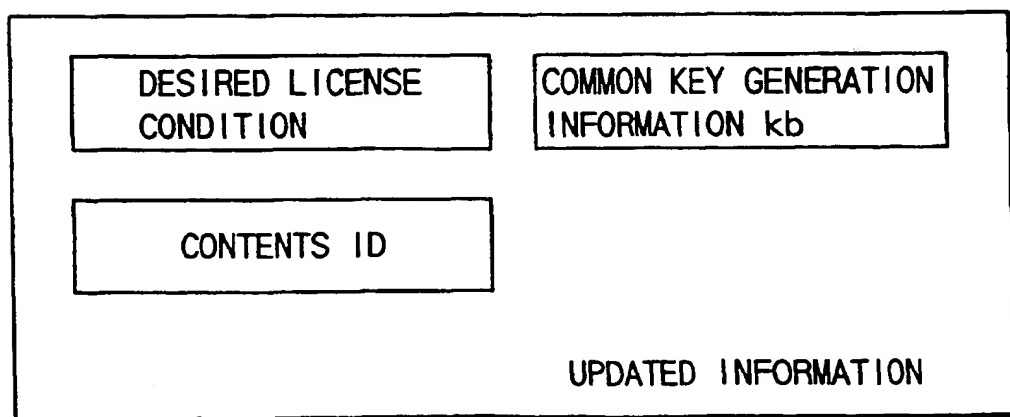 DESIRED LICENSE
CONDITION
COMMON KEY GENERATION
INFORMATION kb
CONTENTS ID
UPDATED INFORMATION